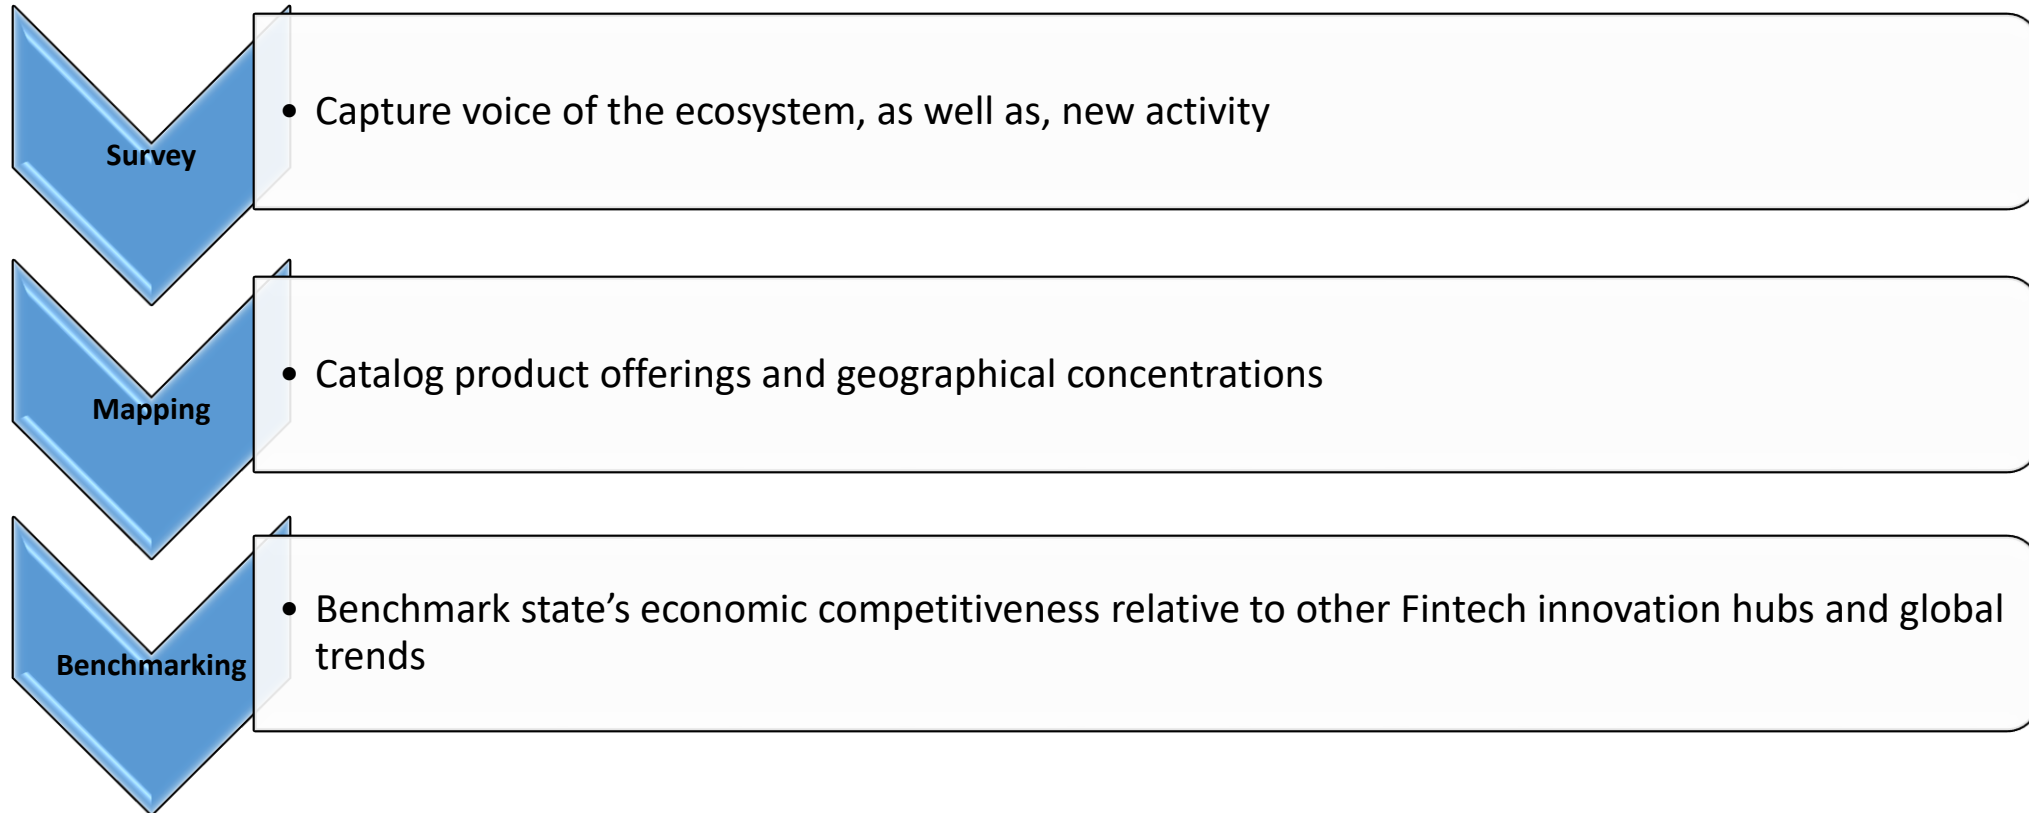 Survey
• Capture voice of the ecosystem, as well as, new activity
Mapping
• Catalog product offerings and geographical concentrations
Benchmarking
• Benchmark state’s economic competitiveness relative to other Fintech innovation hubs and global
trends